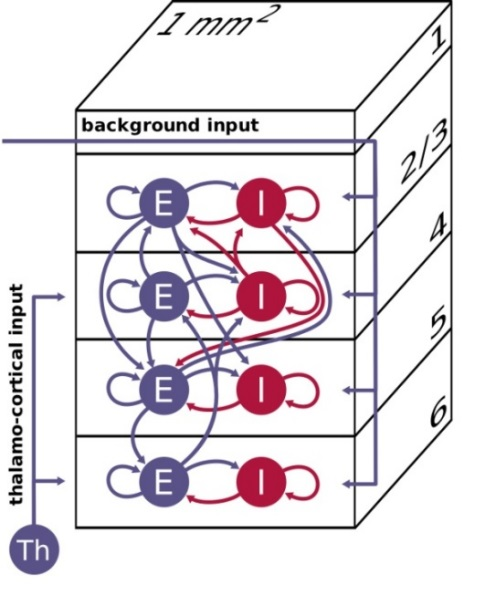 1 mm²
1
background input
2/3
E I
4
E I
5
E I
6
E I
thalamo-cortical input
Th